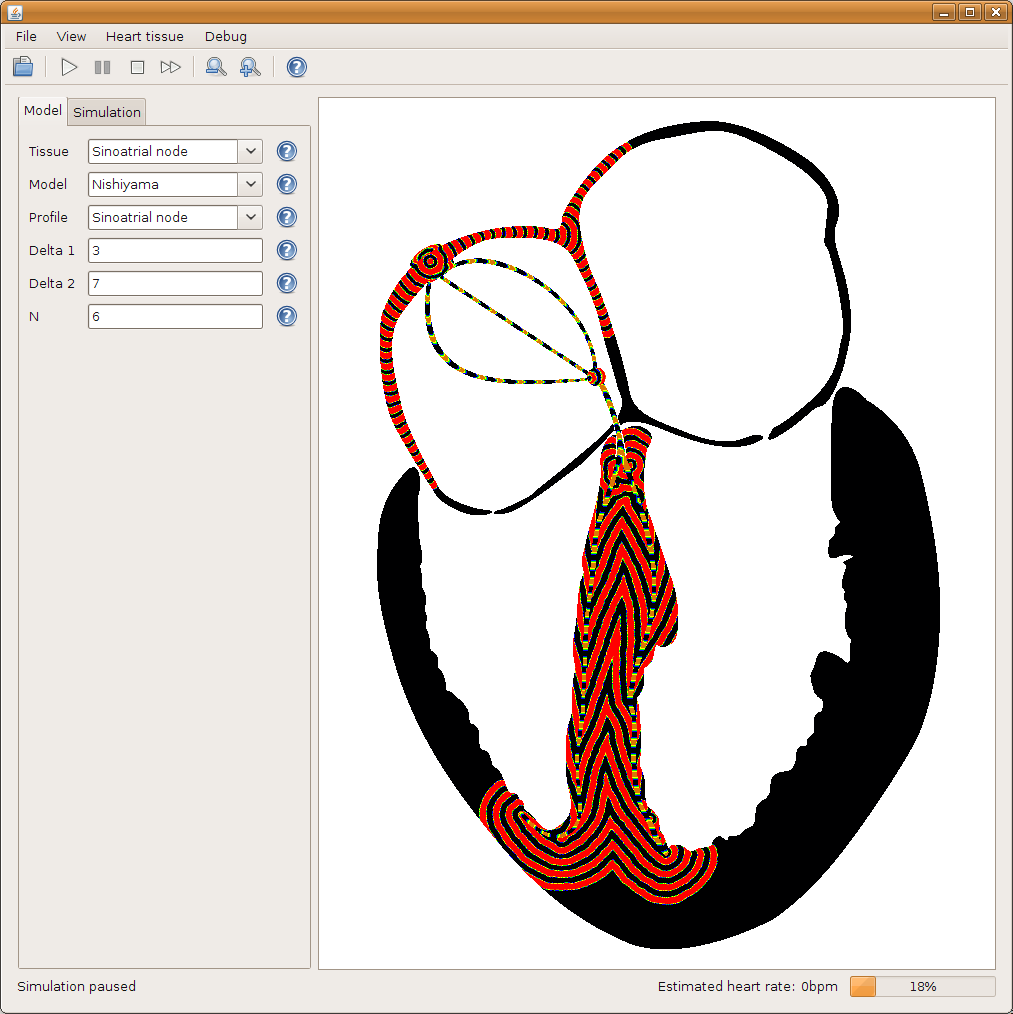 File View Heart tissue Debug
Model Simulation
Tissue Sinoatrial node
Model Nishiyama
Profile Sinoatrial node
Delta 1 3
Delta 2 7
N 6
Simulation paused Estimated heart rate: 0bpm 18%